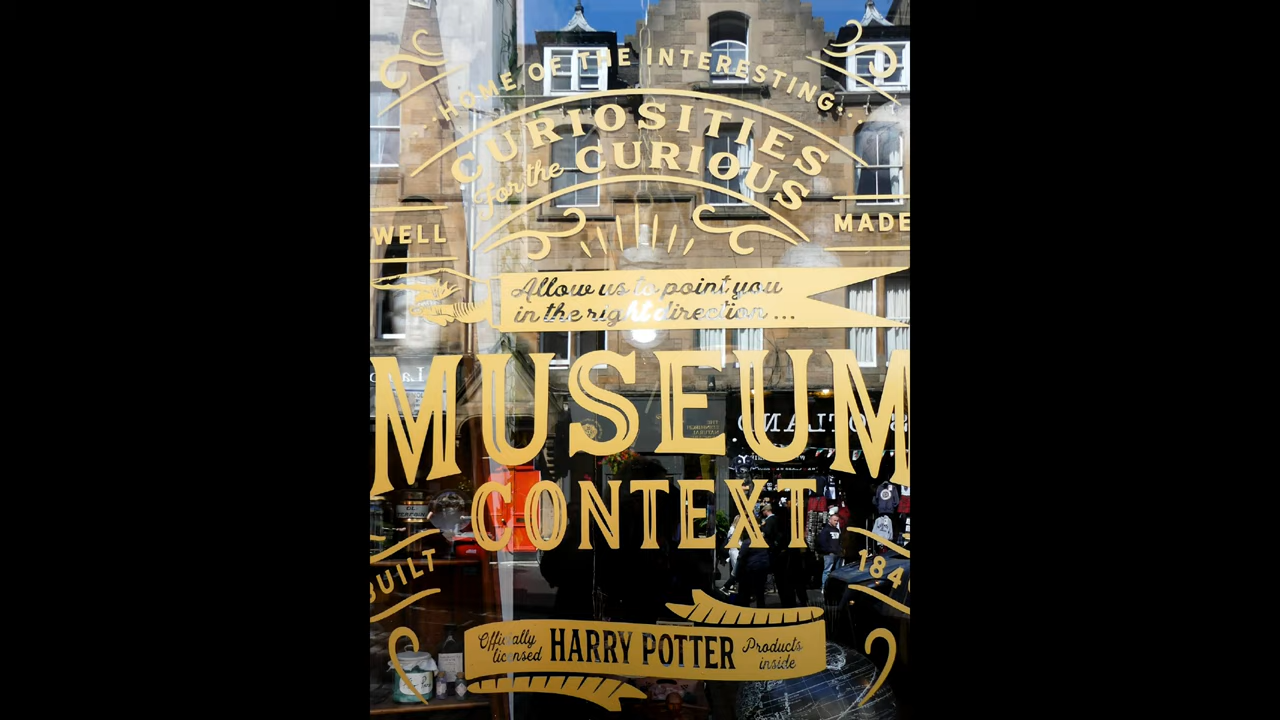 HOME OF THE INTERESTING...
CURIOSITIES
For the CURIOUS
WELL MADE
Allow us to point you
in the right direction ...
MUSEUM
CONTEXT
BUILT 184
Officially licensed HARRY POTTER Products inside